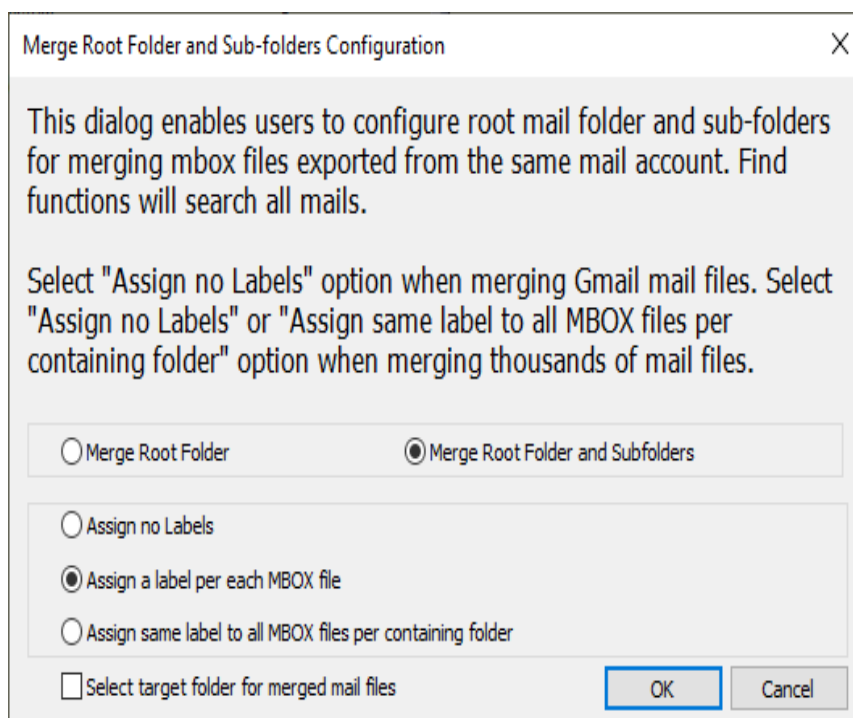 Merge Root Folder and Sub-folders Configuration
This dialog enables users to configure root mail folder and sub-folders
for merging mbox files exported from the same mail account. Find
functions will search all mails.
Select "Assign no Labels" option when merging Gmail mail files. Select
"Assign no Labels" or "Assign same label to all MBOX files per
containing folder" option when merging thousands of mail files.
Merge Root Folder Merge Root Folder and Subfolders
Assign no Labels
Assign a label per each MBOX file
Assign same label to all MBOX files per containing folder
Select target folder for merged mail files OK Cancel